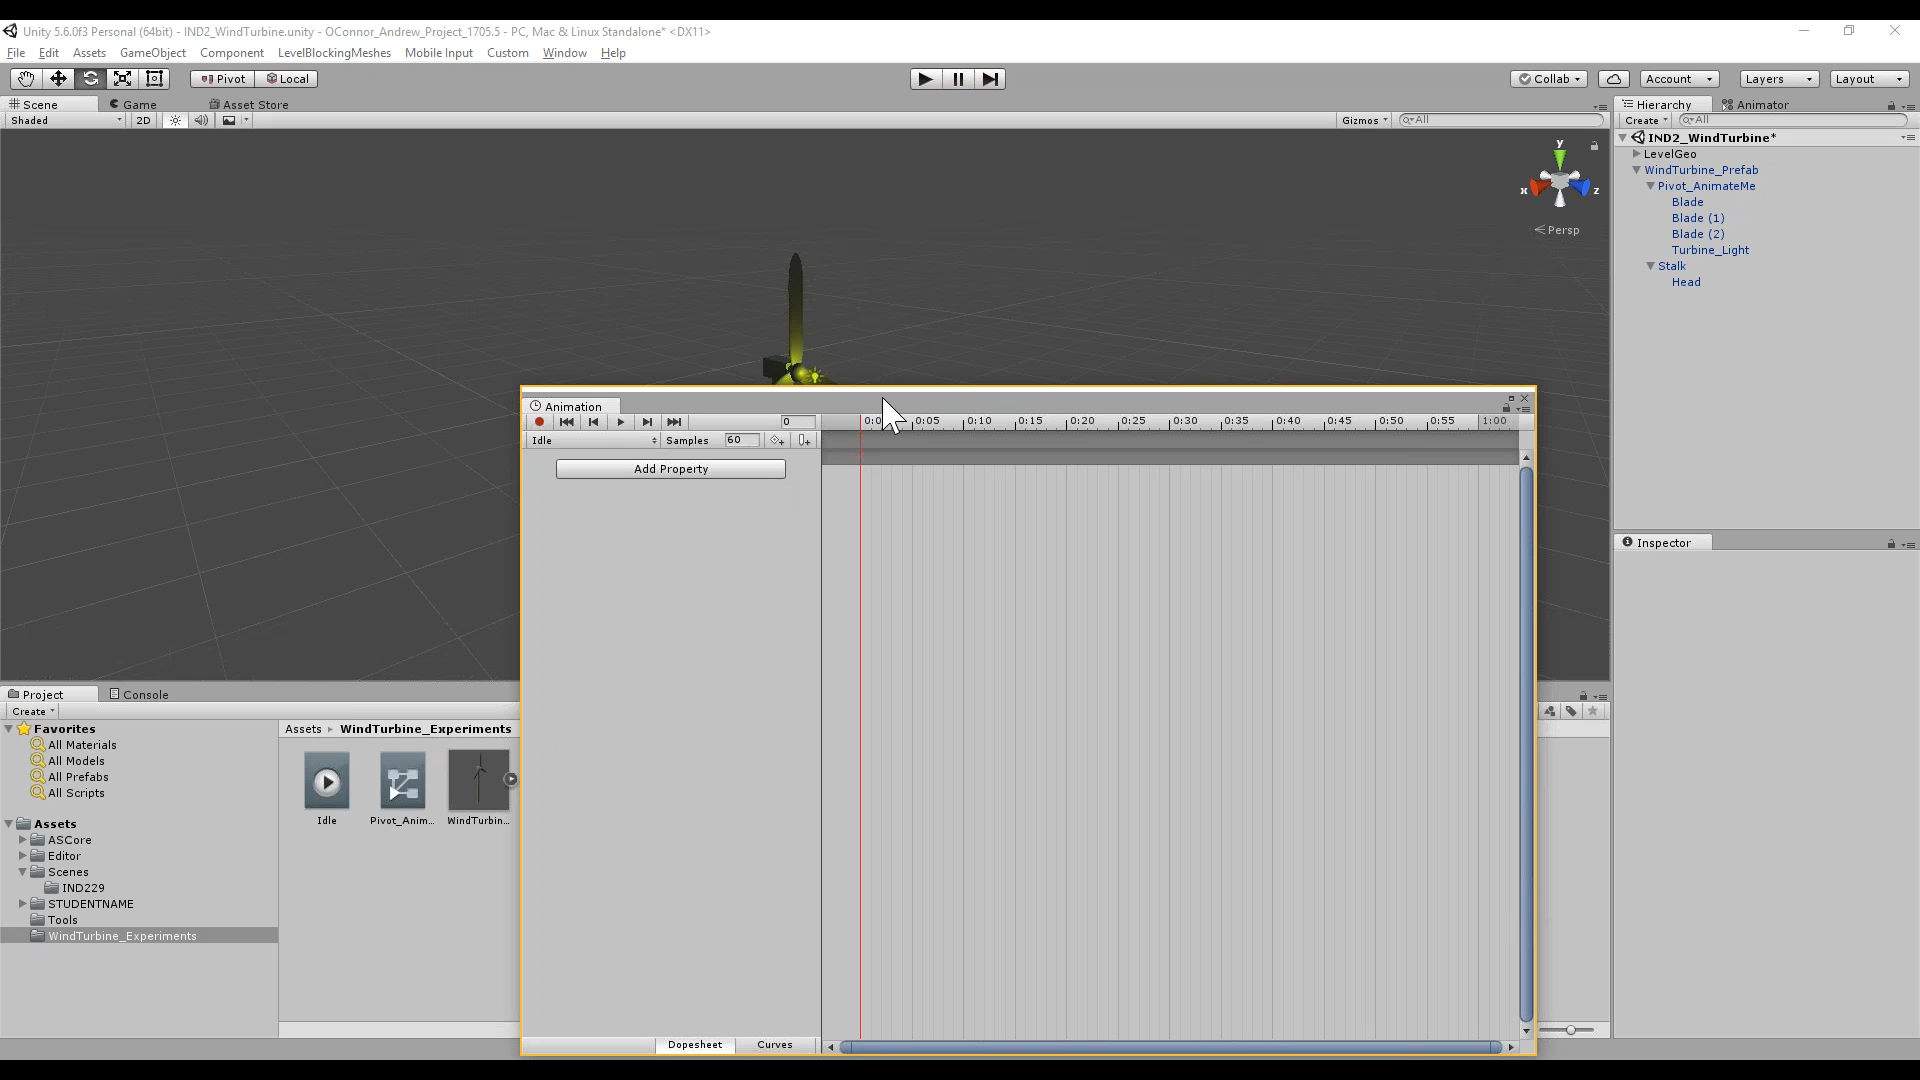 Unity 5.6.0f3 Personal (64bit) - IND2_WindTurbine.unity - OConnor_Andrew_Project_1705.5 - PC, Mac & Linux Standalone* <DX11>
File Edit Assets GameObject Component LevelBlockingMeshes Mobile Input Custom Window Help
Pivot Local Collab Account Layers Layout
Scene Game Asset Store Hierarchy Animator
Shaded 2D Gizmos All Create All
IND2_WindTurbine*
LevelGeo
WindTurbine_Prefab
Pivot_AnimateMe
Blade
Blade (1)
Blade (2)
Turbine_Light
Stalk
Head
y
x z
Persp
Animation
0 0:0 0:05 0:10 0:15 0:20 0:25 0:30 0:35 0:40 0:45 0:50 0:55 1:00
Idle Samples 60
Add Property
Inspector
Project Console
Create
Favorites
All Materials
All Models
All Prefabs
All Scripts
Assets
ASCore
Editor
Scenes
IND229
STUDENTNAME
Tools
WindTurbine_Experiments
Assets WindTurbine_Experiments
Idle Pivot_Anim... WindTurbin...
Dopesheet Curves